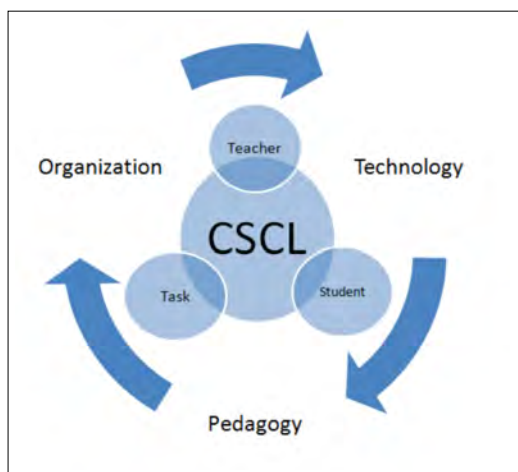 Teacher
Organization
Technology
CSCL
Task
Student
Pedagogy